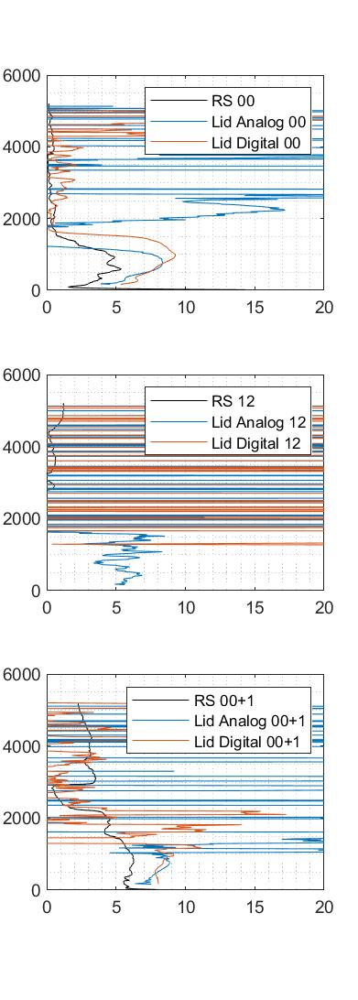 6000
4000
2000
0
0 5 10 15 20
RS 00
Lid Analog 00
Lid Digital 00
6000
4000
2000
0
0 5 10 15 20
RS 12
Lid Analog 12
Lid Digital 12
6000
4000
2000
0
0 5 10 15 20
RS 00+1
Lid Analog 00+1
Lid Digital 00+1